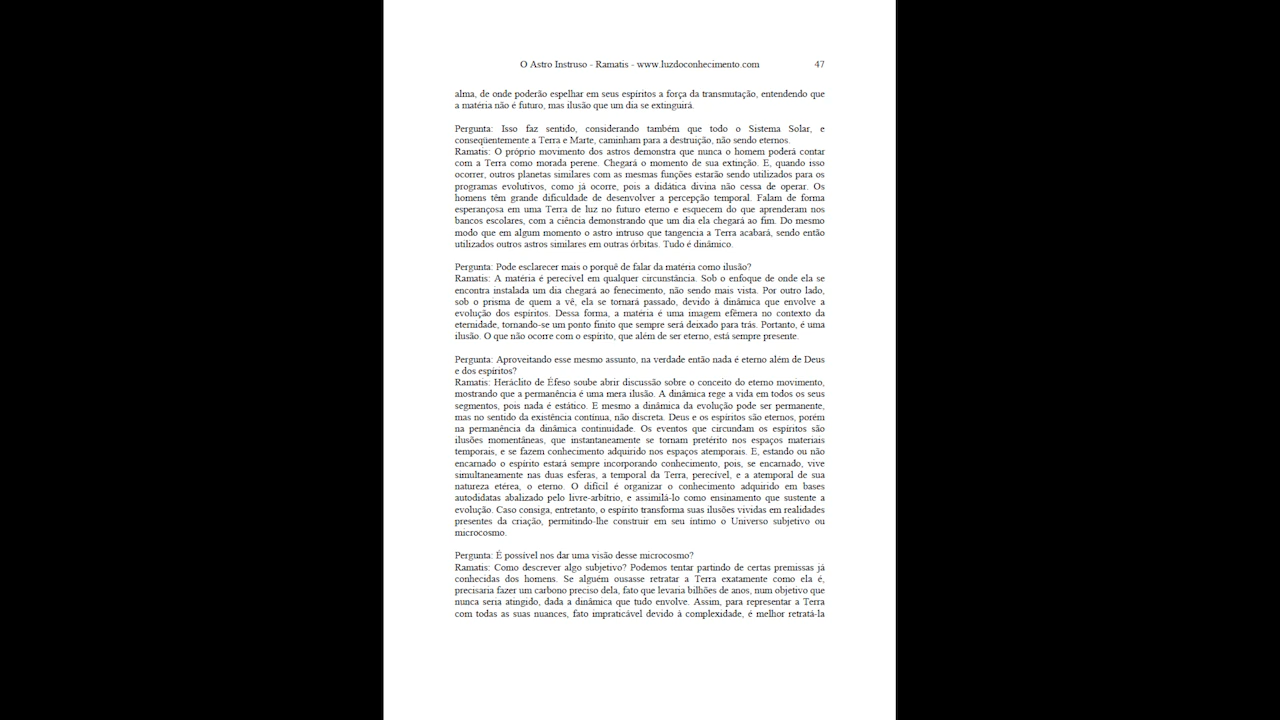 O Astro Instruso - Ramatis - www.luzdoconhecimento.com 47
alma, de onde poderão espelhar em seus espíritos a força da transmutação, entendendo que
a matéria não é futuro, mas ilusão que um dia se extinguirá.
Pergunta: Isso faz sentido, considerando também que todo o Sistema Solar, e
conseqüentemente a Terra e Marte, caminham para a destruição, não sendo eternos.
Ramatis: O próprio movimento dos astros demonstra que nunca o homem poderá contar
com a Terra como morada perene. Chegará o momento de sua extinção. E, quando isso
ocorrer, outros planetas similares com as mesmas funções estarão sendo utilizados para os
programas evolutivos, como já ocorre, pois a didática divina não cessa de operar. Os
homens têm grande dificuldade de desenvolver a percepção temporal. Falam de forma
esperançosa em uma Terra de luz no futuro eterno e esquecem do que aprenderam nos
bancos escolares, com a ciência demonstrando que um dia ela chegará ao fim. Do mesmo
modo que em algum momento o astro intruso que tangencia a Terra acabará, sendo então
utilizados outros astros similares em outras órbitas. Tudo é dinâmico.
Pergunta: Pode esclarecer mais o porquê de falar da matéria como ilusão?
Ramatis: A matéria é perecível em qualquer circunstância. Sob o enfoque de onde ela se
encontra instalada um dia chegará ao fenecimento, não sendo mais vista. Por outro lado,
sob o prisma de quem a vê, ela se tornará passado, devido à dinâmica que envolve a
evolução dos espíritos. Dessa forma, a matéria é uma imagem efêmera no contexto da
eternidade, tornando-se um ponto finito que sempre será deixado para trás. Portanto, é uma
ilusão. O que não ocorre com o espírito, que além de ser eterno, está sempre presente.
Pergunta: Aproveitando esse mesmo assunto, na verdade então nada é eterno além de Deus
e dos espíritos?
Ramatis: Heráclito de Éfeso soube abrir discussão sobre o conceito do eterno movimento,
mostrando que a permanência é uma mera ilusão. A dinâmica rege a vida em todos os seus
segmentos, pois nada é estático. E mesmo a dinâmica da evolução pode ser permanente,
mas no sentido da existência contínua, não discreta. Deus e os espíritos são eternos, porém
na permanência da dinâmica continuidade. Os eventos que circundam os espíritos são
ilusões momentâneas, que instantaneamente se tornam pretérito nos espaços materiais
temporais, e se fazem conhecimento adquirido nos espaços atemporais. E, estando ou não
encarnado o espírito estará sempre incorporando conhecimento, pois, se encarnado, vive
simultaneamente nas duas esferas, a temporal da Terra, perecível, e a atemporal de sua
natureza etérea, o eterno. O difícil é organizar o conhecimento adquirido em bases
autodidatas abalizado pelo livre-arbítrio, e assimilá-lo como ensinamento que sustente a
evolução. Caso consiga, entretanto, o espírito transforma suas ilusões vividas em realidades
presentes da criação, permitindo-lhe construir em seu íntimo o Universo subjetivo ou
microcosmo.
Pergunta: É possível nos dar uma visão desse microcosmo?
Ramatis: Como descrever algo subjetivo? Podemos tentar partindo de certas premissas já
conhecidas dos homens. Se alguém ousasse retratar a Terra exatamente como ela é,
precisaria fazer um carbono preciso dela, fato que levaria bilhões de anos, num objetivo que
nunca seria atingido, dada a dinâmica que tudo envolve. Assim, para representar a Terra
com todas as suas nuances, fato impraticável devido à complexidade, é melhor retratá-la